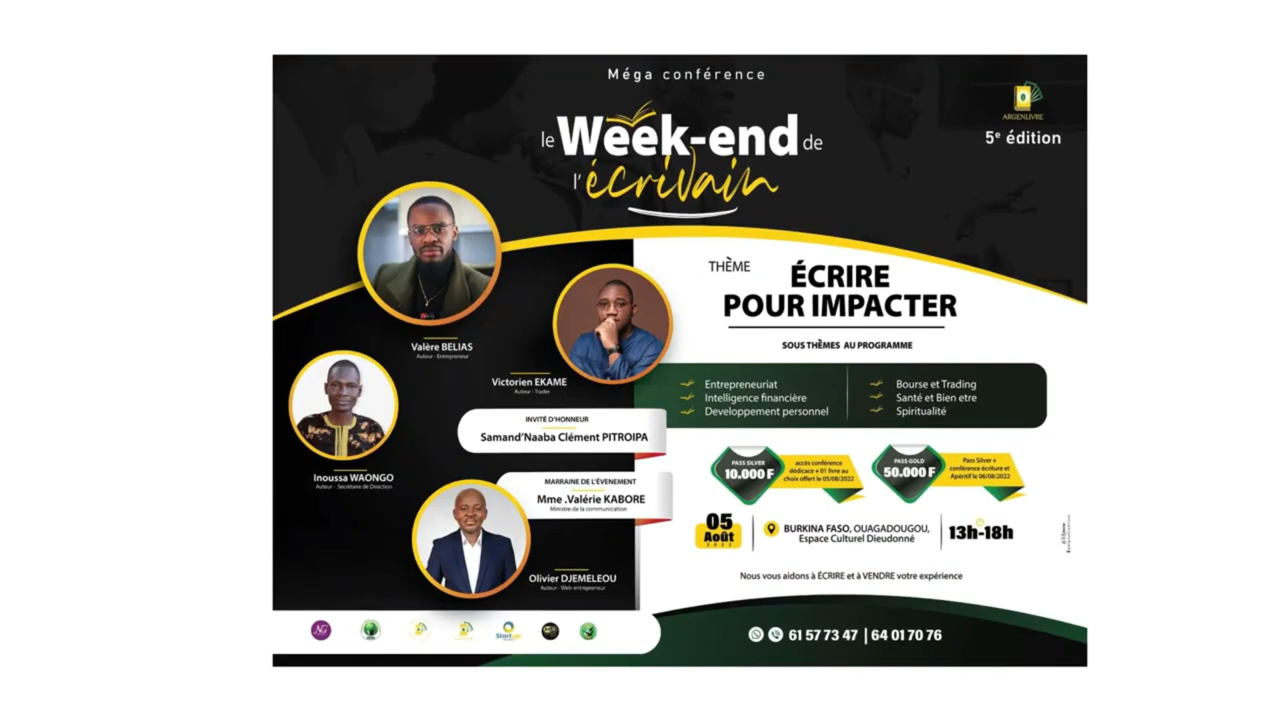 Méga conférence
le Week-end de
l'écrivain
ARGENLIVRE
5e édition
Valère BELIAS
Auteur - Entrepreneur
Victorien EKAME
Auteur - Trader
Inoussa WAONGO
Auteur - Secrétaire de Direction
INVITÉ D'HONNEUR
Samand'Naaba Clément PITROIPA
MARRAINE DE L'ÉVENEMENT
Mme .Valérie KABORE
Ministre de la communication
Olivier DJEMELEOU
Auteur - Web-entrepreneur
THÈME
ÉCRIRE
POUR IMPACTER
SOUS THÈMES AU PROGRAMME
Entrepreneuriat
Intelligence financière
Developpement personnel
Bourse et Trading
Santé et Bien etre
Spiritualité
PASS SILVER
10.000 F
accès conférence
dédicace + 01 livre au
choix offert le 05/08/2022
PASS GOLD
50.000 F
Pass Silver +
conférence écriture et
Apéritif le 06/08/2022
05
Août
2022
BURKINA FASO, OUAGADOUGOU,
Espace Culturel Dieudonné
13h-18h
Nous vous aidons à ÉCRIRE et à VENDRE votre expérience
61 57 73 47 | 64 01 70 76